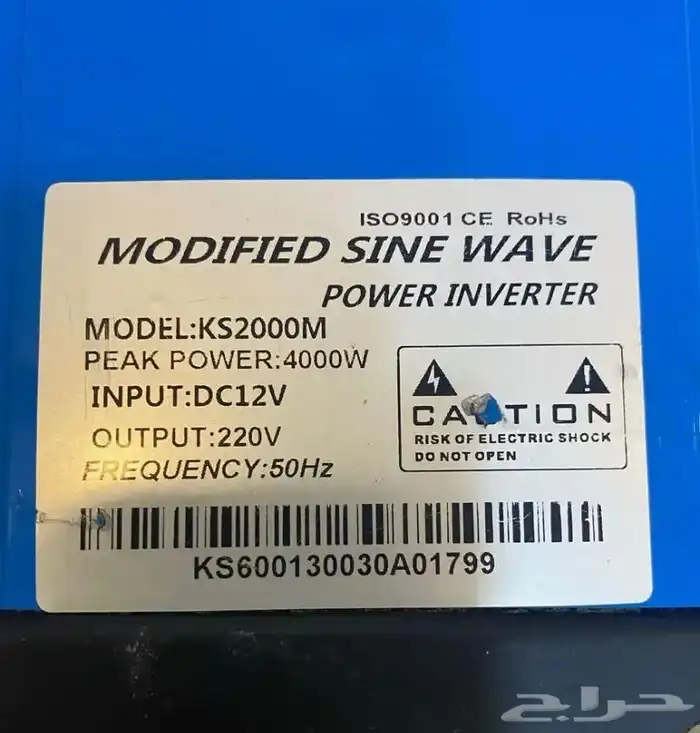 ISO9001 CE RoHs
MODIFIED SINE WAVE
POWER INVERTER
MODEL:KS2000M
PEAK POWER:4000W
INPUT:DC12V
OUTPUT:220V
FREQUENCY:50Hz
CAUTION
RISK OF ELECTRIC SHOCK
DO NOT OPEN
KS600130030A01799
حراج